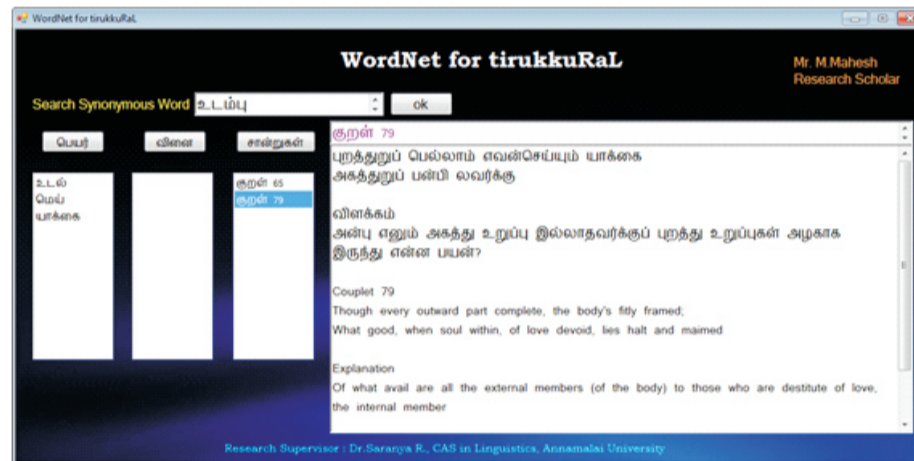 WordNet for tirukkuRaL
WordNet for tirukkuRaL
Mr. M.Mahesh
Research Scholar
Search Synonymous Word உடம்பு ok
பெயர் வினை சான்றுகள்
உடல்
மெய்
யாக்கை
குறள் 65
குறள் 79
குறள் 79
புறத்துறுப் பெல்லாம் எவன்செய்யும் யாக்கை
அகத்துறுப் பன்பி லவர்க்கு
விளக்கம்
அன்பு எனும் அகத்து உறுப்பு இல்லாதவர்க்குப் புறத்து உறுப்புகள் அழகாக
இருந்து என்ன பயன்?
Couplet 79
Though every outward part complete, the body's fitly framed;
What good, when soul within, of love devoid, lies halt and maimed
Explanation
Of what avail are all the external members (of the body) to those who are destitute of love,
the internal member
Research Supervisor : Dr.Saranya R., CAS in Linguistics, Annamalai University